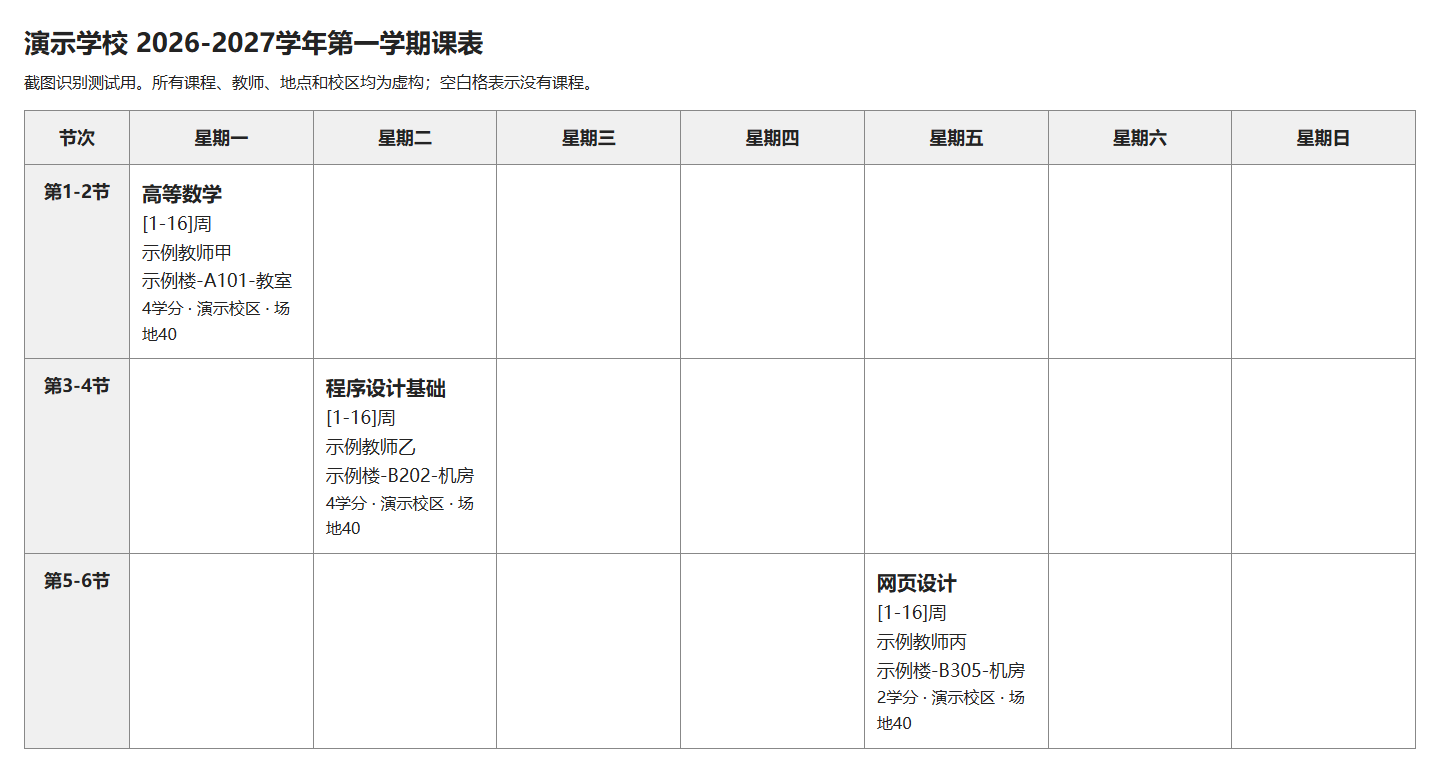 演示学校 2026-2027学年第一学期课表
截图识别测试用。所有课程、教师、地点和校区均为虚构；空白格表示没有课程。
节次 星期一 星期二 星期三 星期四 星期五 星期六 星期日
第1-2节
高等数学
[1-16]周
示例教师甲
示例楼-A101-教室
4学分 · 演示校区 · 场
地40
第3-4节
程序设计基础
[1-16]周
示例教师乙
示例楼-B202-机房
4学分 · 演示校区 · 场
地40
第5-6节
网页设计
[1-16]周
示例教师丙
示例楼-B305-机房
2学分 · 演示校区 · 场
地40